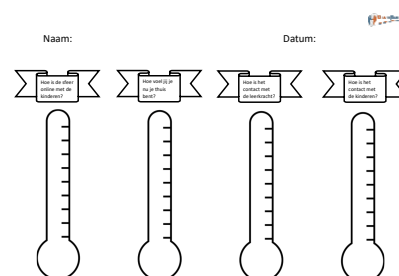 Naam:
Datum:
Hoe is de sfeer
online met de
kinderen?
Hoe voel jij je
nu je thuis
bent?
Hoe is het
contact met
de leerkracht?
Hoe is het
contact met
de kinderen?